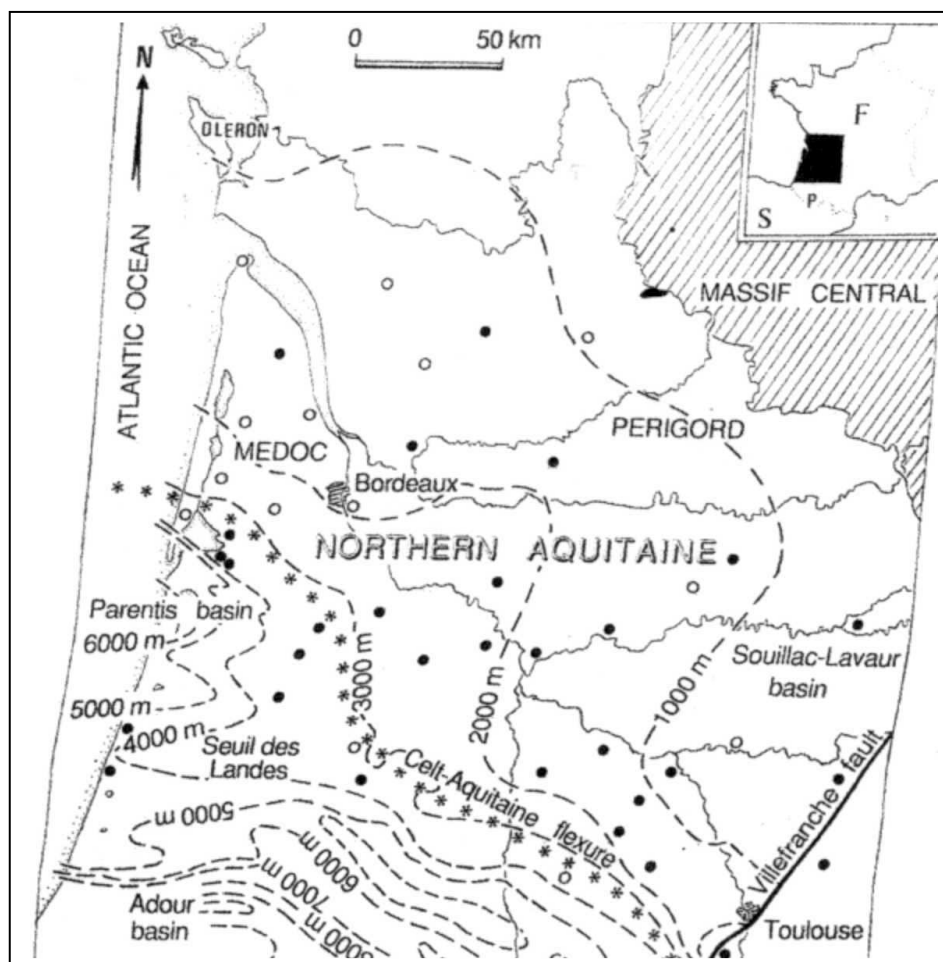 0 50 km
N
OLERON
F
P
S
ATLANTIC OCEAN
MASSIF CENTRAL
PERIGORD
MEDOC
Bordeaux
NORTHERN AQUITAINE
Parentis basin
6000 m
3000 m
2000 m
1000 m
Souillac-Lavaur
basin
5000 m
4000 m
Seuil des
Landes
Celt-Aquitaine flexure
Villefranche fault
5000 m
6000 m
7000 m
8000 m
Adour
basin
Toulouse